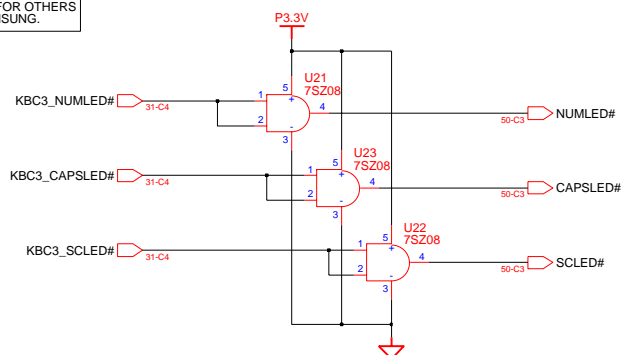 FOR OTHERS
P3.3V
U21
7SZ08
5
+
1
KBC3_NUMLED#
31-C4
4
NUMLED#
50-C3
2
-
3
U23
7SZ08
5
+
1
KBC3_CAPSLED#
31-C4
4
CAPSLED#
50-C3
2
-
3
U22
7SZ08
5
+
1
KBC3_SCLED#
31-C4
4
SCLED#
50-C3
2
-
3